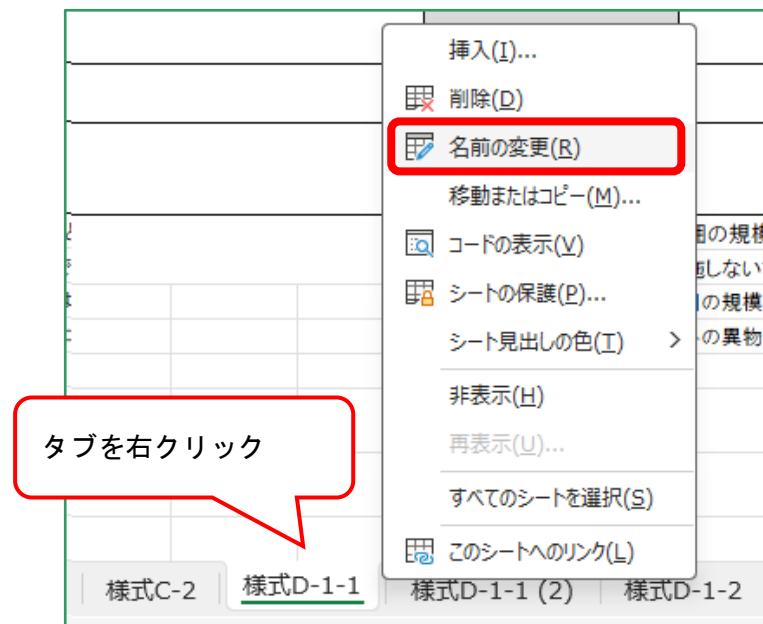 挿入(I)...
削除(D)
名前の変更(R)
移動またはコピー(M)...
コードの表示(V)
シートの保護(P)...
シート見出しの色(T)
非表示(H)
再表示(U)...
すべてのシートを選択(S)
このシートへのリンク(L)
の規模
施しない
の規模
の異物
タブを右クリック
様式C-2 様式D-1-1 様式D-1-1 (2) 様式D-1-2